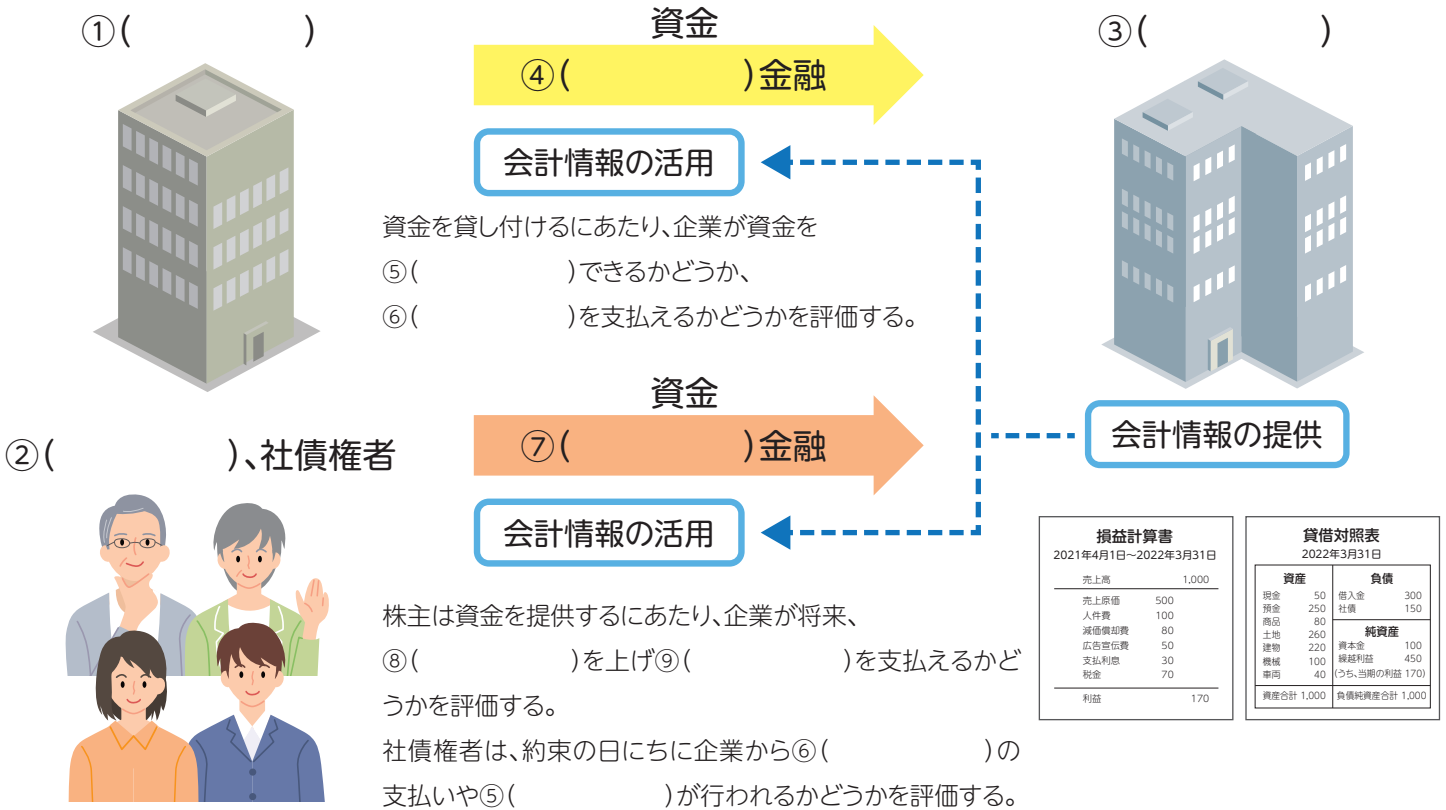 ①(　　　　　)
資金
④(　　　　　)金融
③(　　　　　)
会計情報の活用
資金を貸し付けるにあたり、企業が資金を
⑤(　　　　　)できるかどうか、
⑥(　　　　　)を支払えるかどうかを評価する。
資金
⑦(　　　　　)金融
②(　　　　　)、社債権者
会計情報の提供
会計情報の活用
株主は資金を提供するにあたり、企業が将来、
⑧(　　　　　)を上げ⑨(　　　　　)を支払えるかど
うかを評価する。
社債権者は、約束の日にちに企業から⑥(　　　　　)の
支払いや⑤(　　　　　)が行われるかどうかを評価する。
損益計算書
2021年4月1日～2022年3月31日
売上高 1,000
売上原価 500
人件費 100
減価償却費 80
広告宣伝費 50
支払利息 30
税金 70
利益 170
貸借対照表
2022年3月31日
資産 負債
現金 50 借入金 300
預金 250 社債 150
商品 80
土地 260 純資産
建物 220 資本金 100
機械 100 繰越利益 450
車両 40 (うち、当期の利益 170)
資産合計 1,000 負債純資産合計 1,000